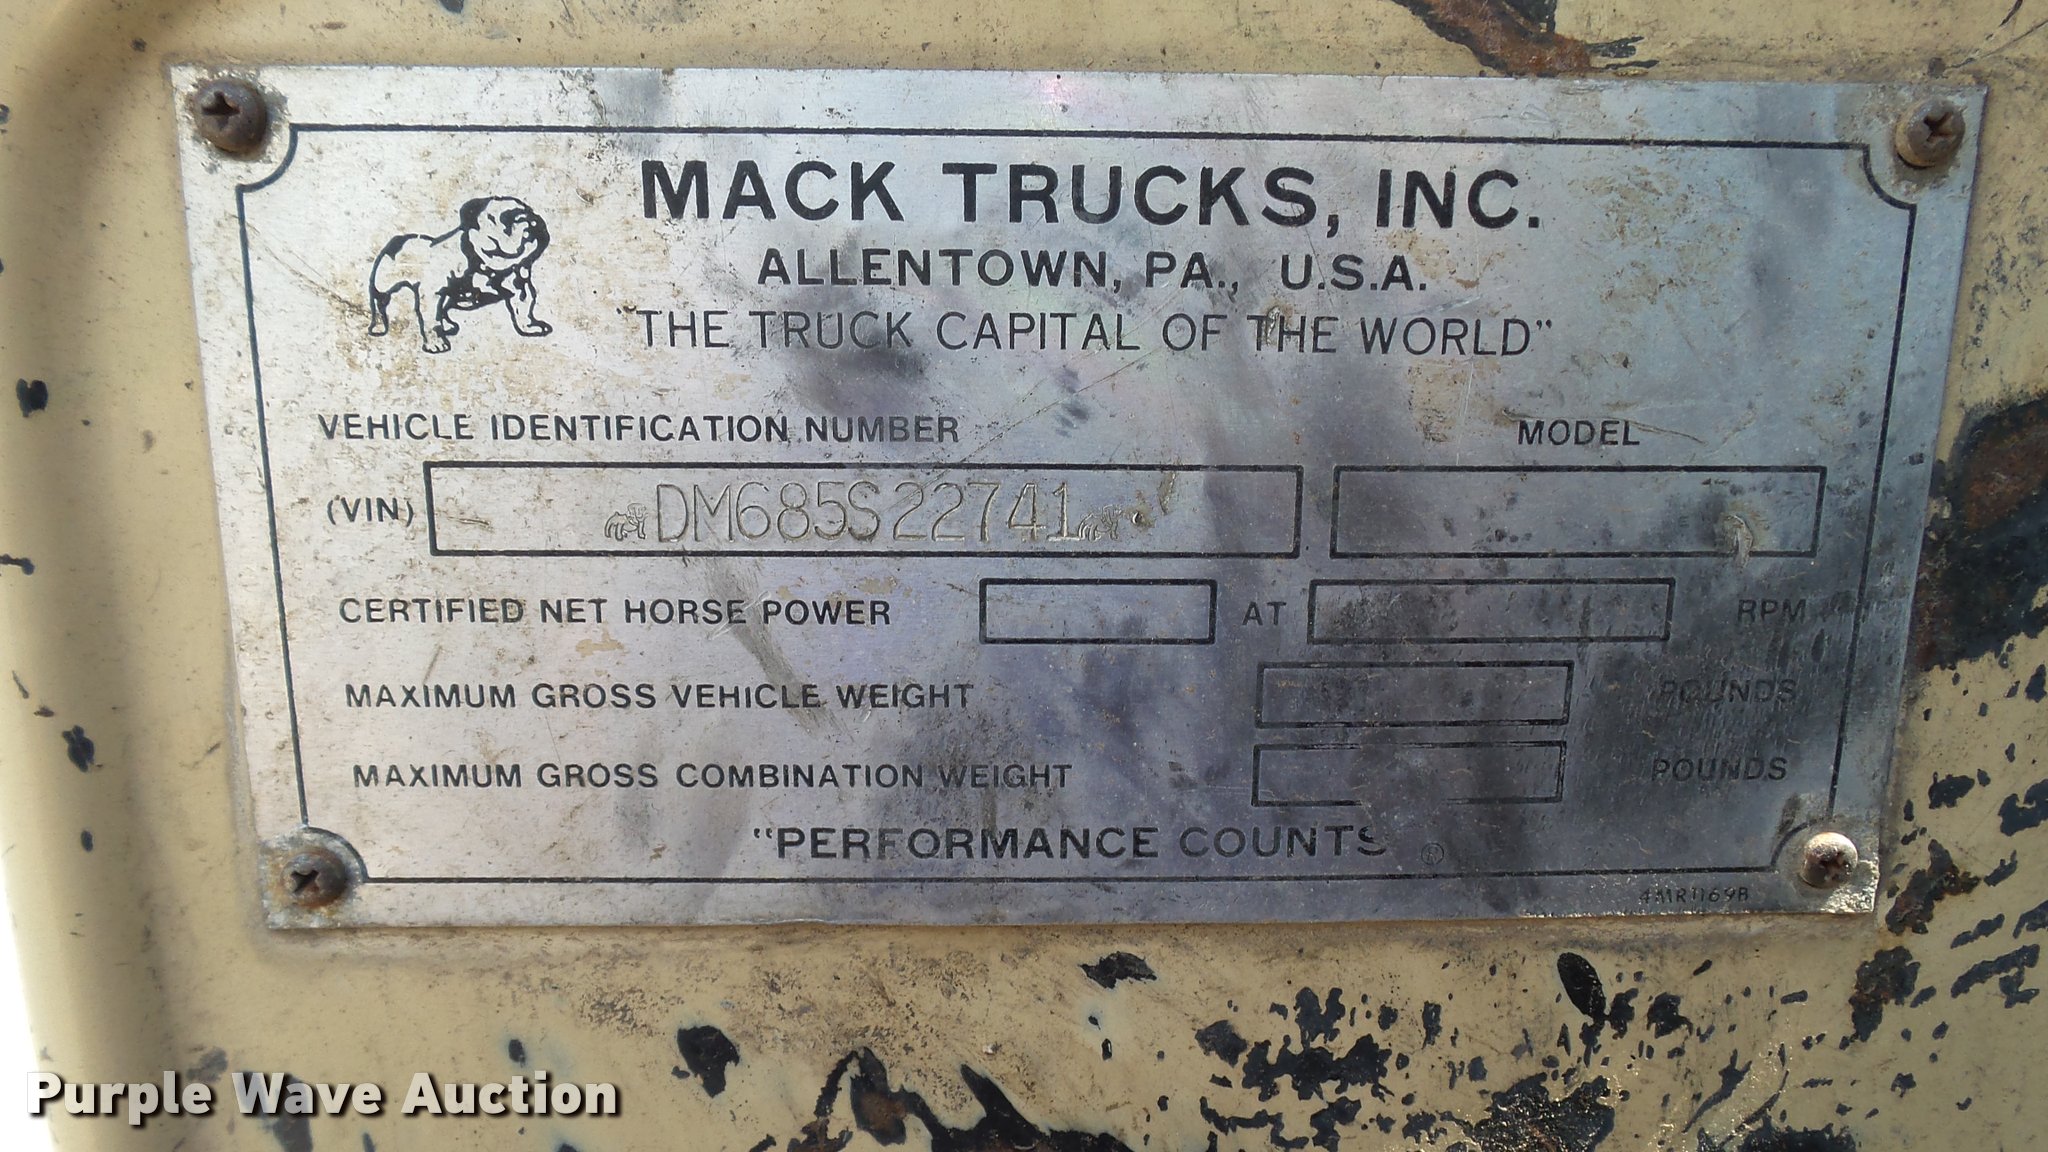 MACK TRUCKS, INC.
ALLENTOWN, PA., U.S.A.
"THE TRUCK CAPITAL OF THE WORLD"
VEHICLE IDENTIFICATION NUMBER MODEL
(VIN) DM685S22741
CERTIFIED NET HORSE POWER AT RPM
MAXIMUM GROSS VEHICLE WEIGHT POUNDS
MAXIMUM GROSS COMBINATION WEIGHT POUNDS
"PERFORMANCE COUNTS ®
4MR1169B
Purple Wave Auction